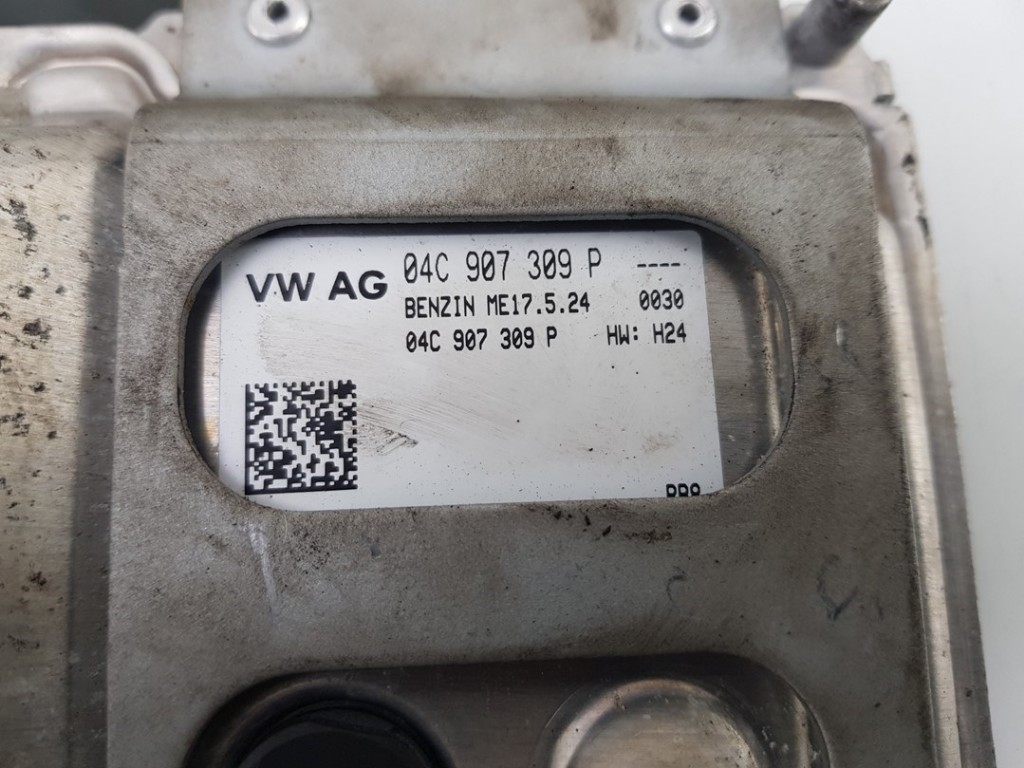 VW AG 04C 907 309 P ----
BENZIN ME17.5.24 0030
04C 907 309 P HW: H24